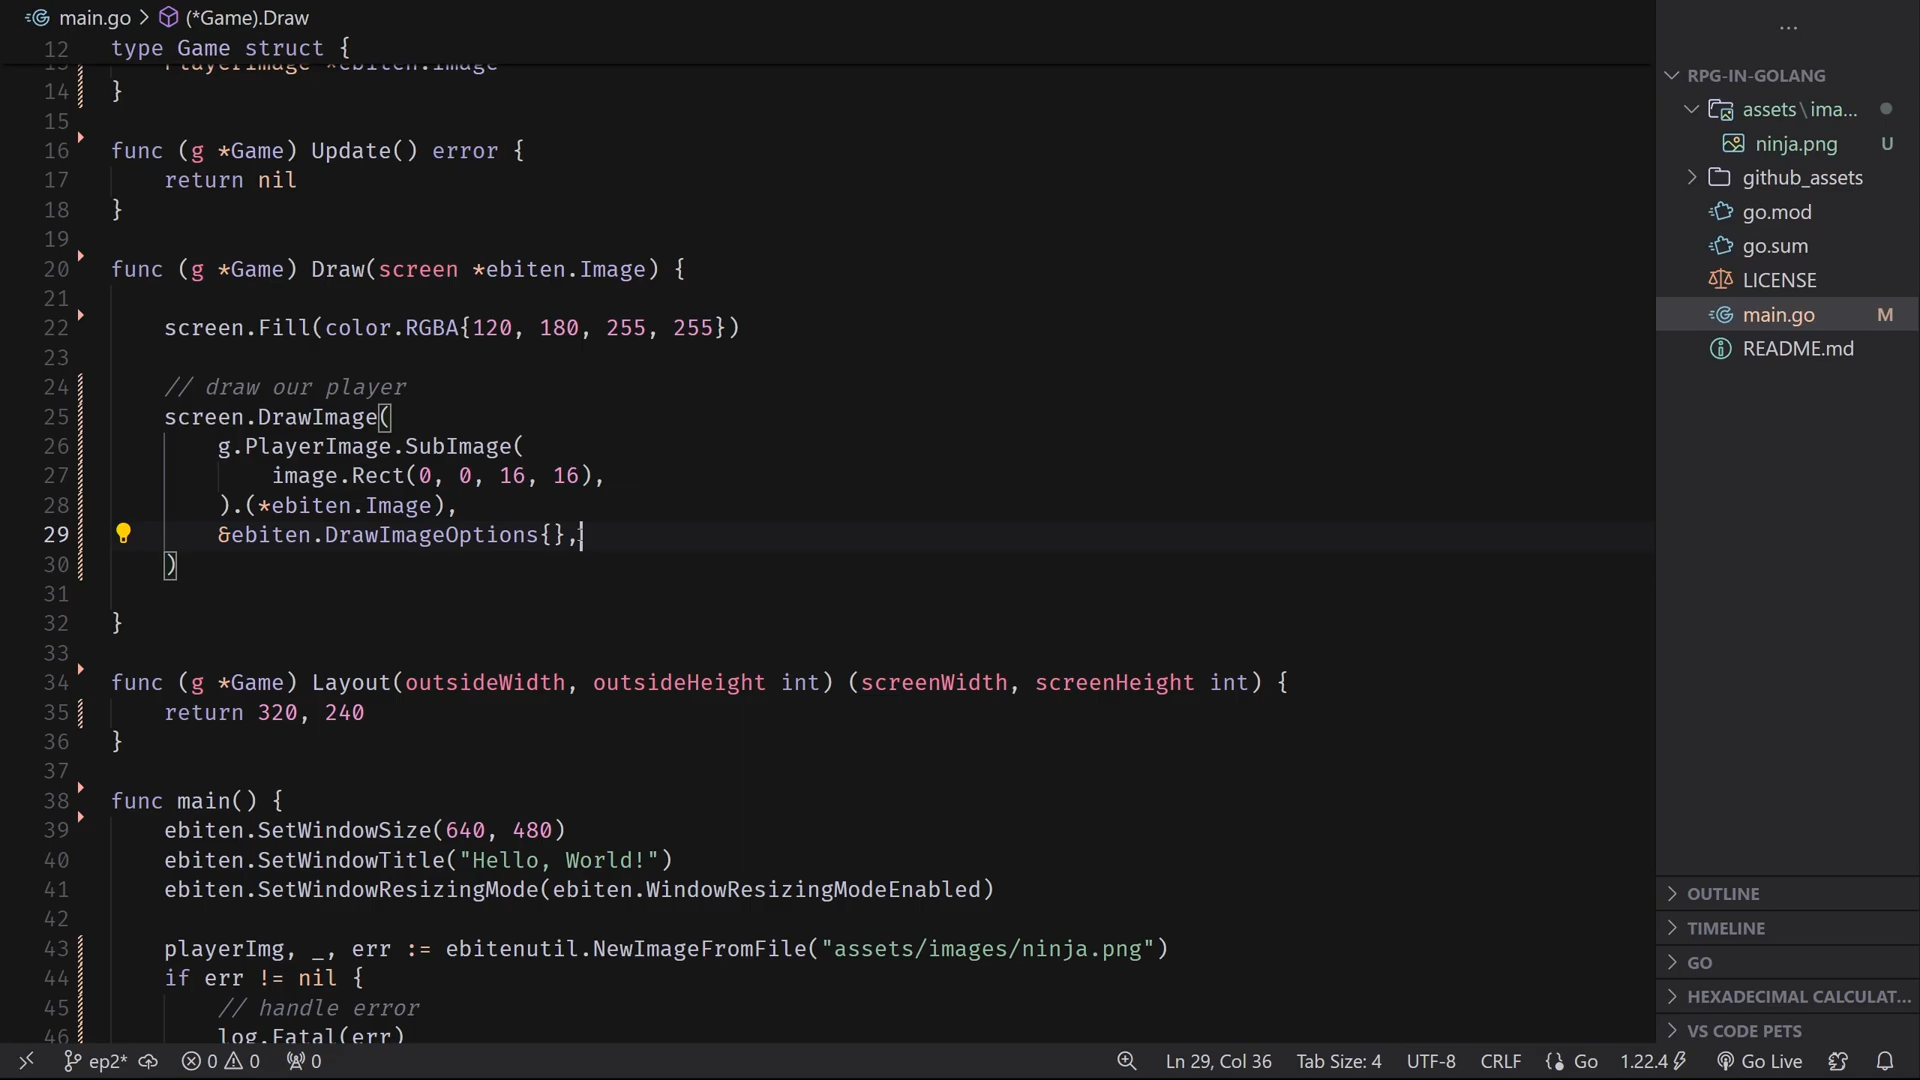 main.go > (*Game).Draw
12 type Game struct {
13 PlayerImage *ebiten.Image
14 }
15
16 func (g *Game) Update() error {
17 return nil
18 }
19
20 func (g *Game) Draw(screen *ebiten.Image) {
21
22 screen.Fill(color.RGBA{120, 180, 255, 255})
23
24 // draw our player
25 screen.DrawImage(
26 g.PlayerImage.SubImage(
27 image.Rect(0, 0, 16, 16),
28 ).(*ebiten.Image),
29 &ebiten.DrawImageOptions{},
30 )
31
32 }
33
34 func (g *Game) Layout(outsideWidth, outsideHeight int) (screenWidth, screenHeight int) {
35 return 320, 240
36 }
37
38 func main() {
39 ebiten.SetWindowSize(640, 480)
40 ebiten.SetWindowTitle("Hello, World!")
41 ebiten.SetWindowResizingMode(ebiten.WindowResizingModeEnabled)
42
43 playerImg, _, err := ebitenutil.NewImageFromFile("assets/images/ninja.png")
44 if err != nil {
45 // handle error
46 log.Fatal(err)
...
RPG-IN-GOLANG
assets\ima...
ninja.png U
github_assets
go.mod
go.sum
LICENSE
main.go M
README.md
OUTLINE
TIMELINE
GO
HEXADECIMAL CALCULAT...
VS CODE PETS
ep2* 0 0 0 Ln 29, Col 36 Tab Size: 4 UTF-8 CRLF Go 1.22.4 Go Live